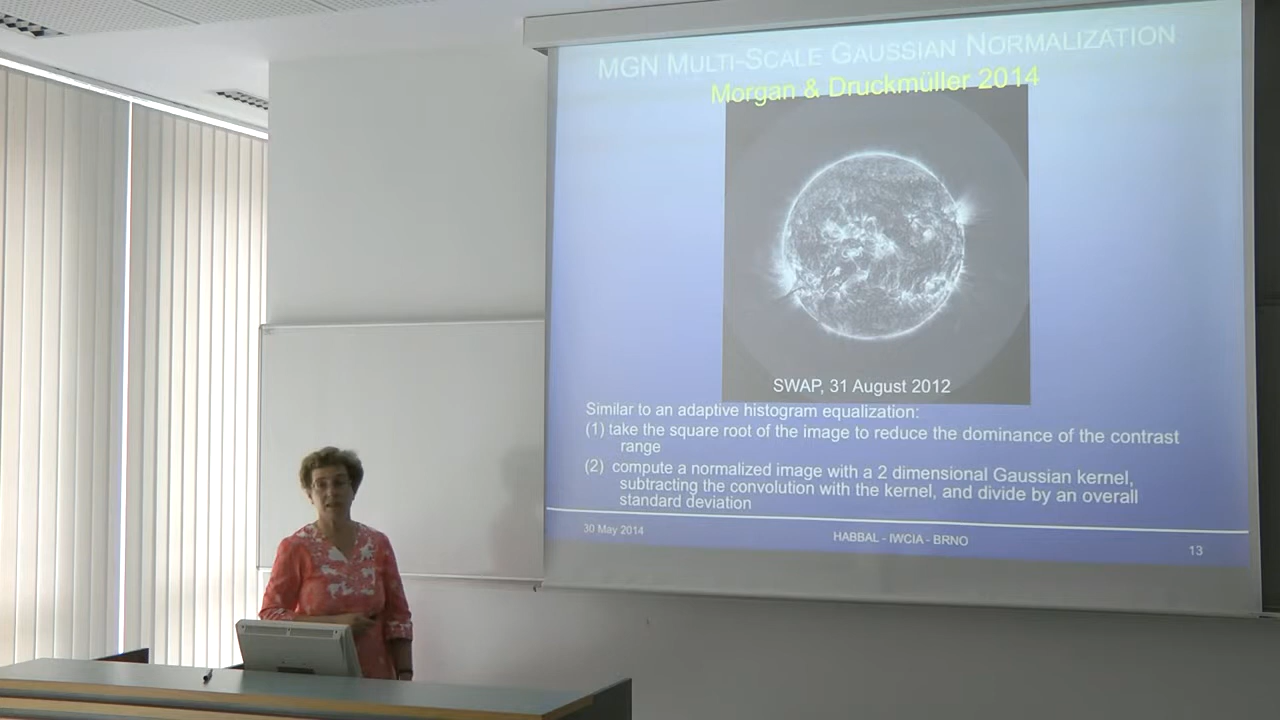 MGN MULTI-SCALE GAUSSIAN NORMALIZATION
Morgan & Druckmüller 2014
SWAP, 31 August 2012
Similar to an adaptive histogram equalization:
(1) take the square root of the image to reduce the dominance of the contrast
range
(2) compute a normalized image with a 2 dimensional Gaussian kernel,
subtracting the convolution with the kernel, and divide by an overall
standard deviation
30 May 2014
HABBAL - IWCIA - BRNO
13